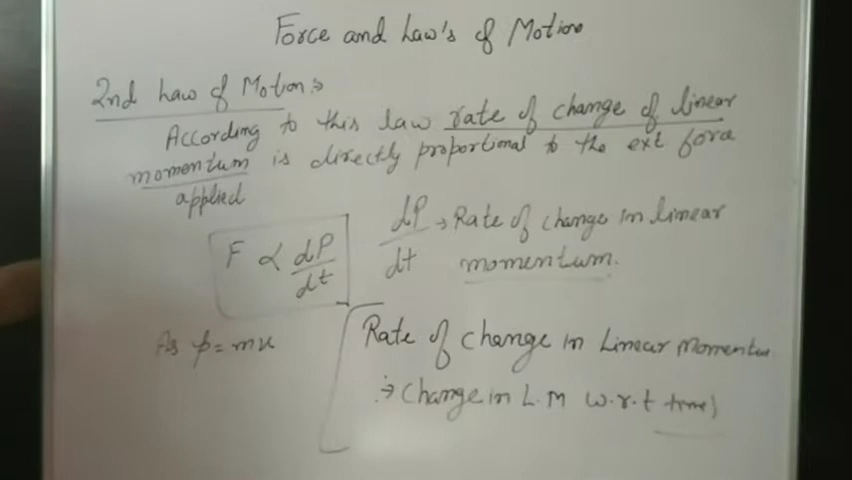 Force and Law's of Motion
2nd Law of Motion :→
According to this law rate of change of linear
momentum is directly proportional to the ext force
applied
F ∝ dP/dt
dP/dt → Rate of change in linear
momentum.
As p = mv
Rate of change in Linear Momentum
:→ Change in L.M w.r.t time)